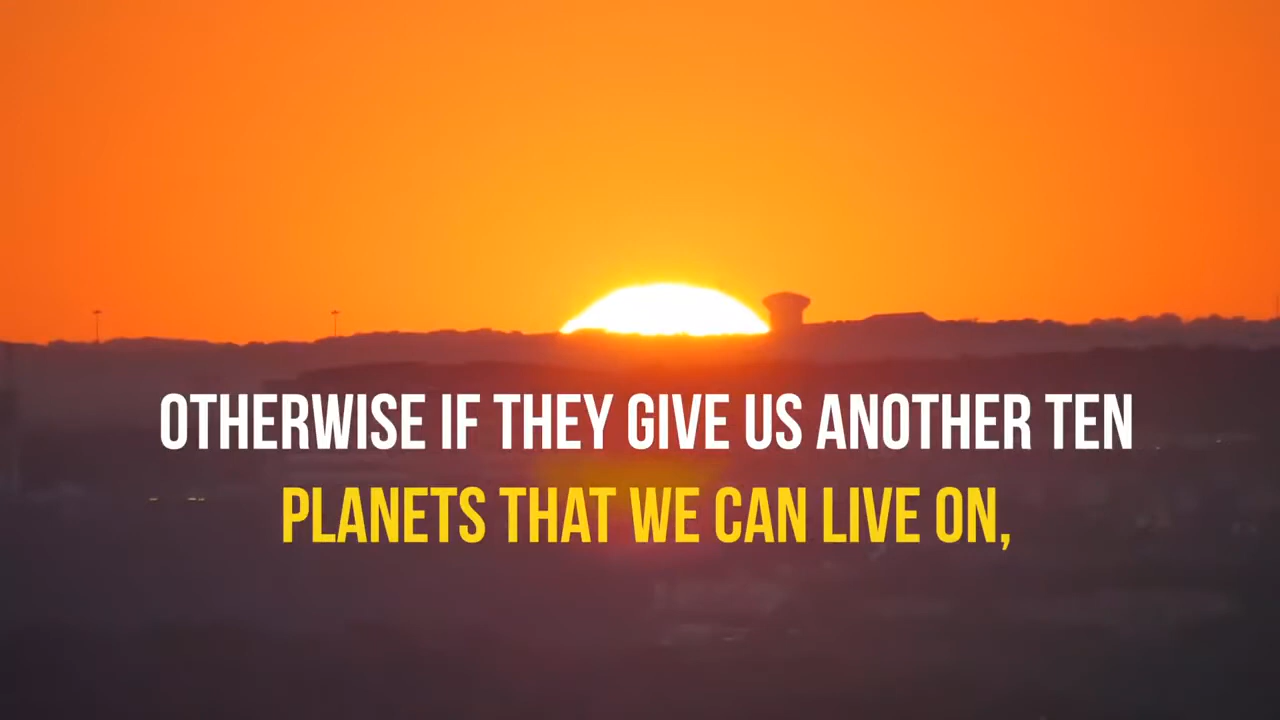 OTHERWISE IF THEY GIVE US ANOTHER TEN
PLANETS THAT WE CAN LIVE ON,